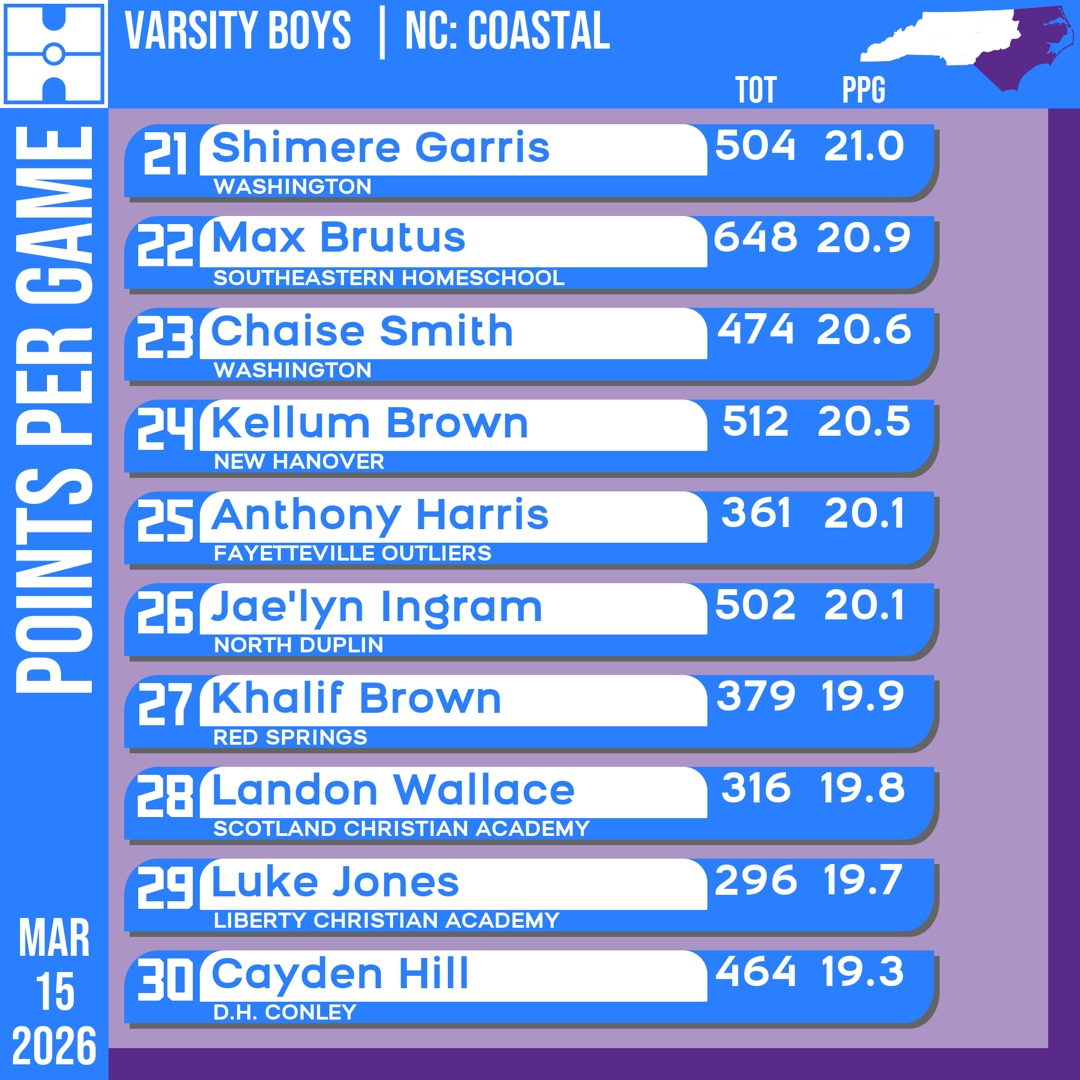 VARSITY BOYS | NC: COASTAL
TOT PPG
POINTS PER GAME
21 Shimere Garris 504 21.0
WASHINGTON
22 Max Brutus 648 20.9
SOUTHEASTERN HOMESCHOOL
23 Chaise Smith 474 20.6
WASHINGTON
24 Kellum Brown 512 20.5
NEW HANOVER
25 Anthony Harris 361 20.1
FAYETTEVILLE OUTLIERS
26 Jae'lyn Ingram 502 20.1
NORTH DUPLIN
27 Khalif Brown 379 19.9
RED SPRINGS
28 Landon Wallace 316 19.8
SCOTLAND CHRISTIAN ACADEMY
29 Luke Jones 296 19.7
LIBERTY CHRISTIAN ACADEMY
30 Cayden Hill 464 19.3
D.H. CONLEY
MAR
15
2026